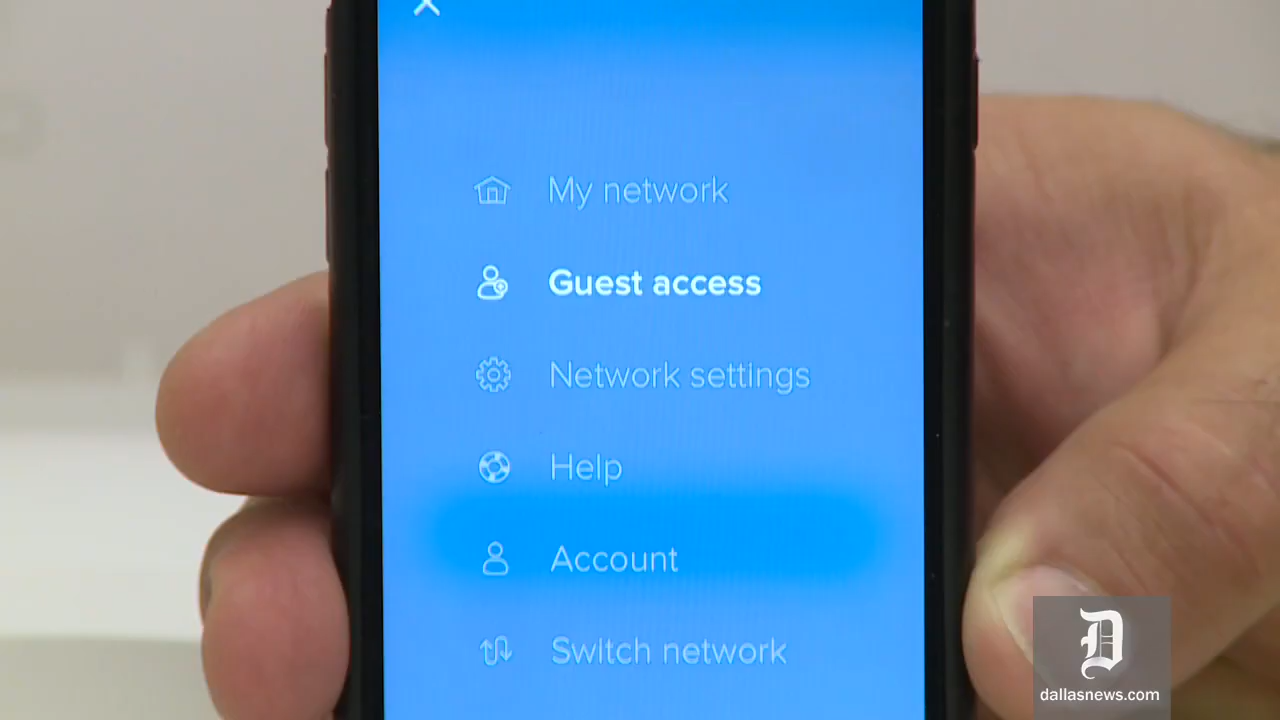 My network
Guest access
Network settings
Help
Account
Switch network
D
dallasnews.com